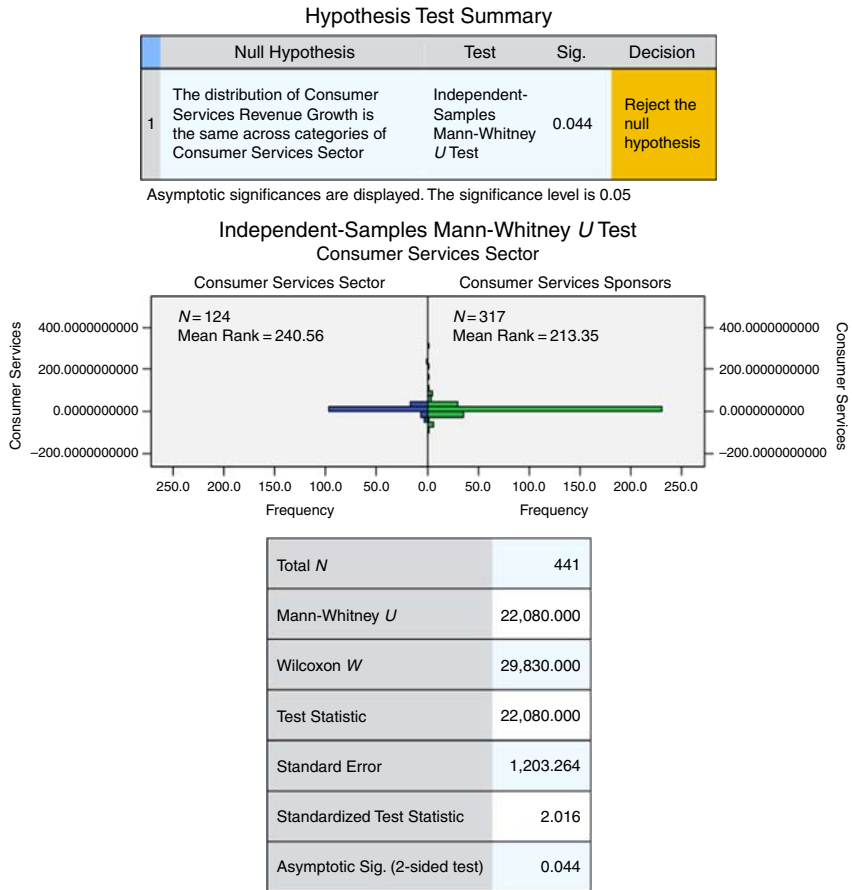 Hypothesis Test Summary
Null Hypothesis Test Sig. Decision
1
The distribution of Consumer
Services Revenue Growth is
the same across categories of
Consumer Services Sector
Independent-
Samples
Mann-Whitney
U Test
0.044
Reject the
null
hypothesis
Asymptotic significances are displayed. The significance level is 0.05
Independent-Samples Mann-Whitney U Test
Consumer Services Sector
Consumer Services Sector Consumer Services Sponsors
N = 124
Mean Rank = 240.56
N = 317
Mean Rank = 213.35
Consumer Services
400.0000000000
200.0000000000
0.0000000000
−200.0000000000
400.0000000000
200.0000000000
0.0000000000
−200.0000000000
Consumer Services
250.0 200.0 150.0 100.0 50.0 0.0 50.0 100.0 150.0 200.0 250.0
Frequency Frequency
Total N 441
Mann-Whitney U 22,080.000
Wilcoxon W 29,830.000
Test Statistic 22,080.000
Standard Error 1,203.264
Standardized Test Statistic 2.016
Asymptotic Sig. (2-sided test) 0.044